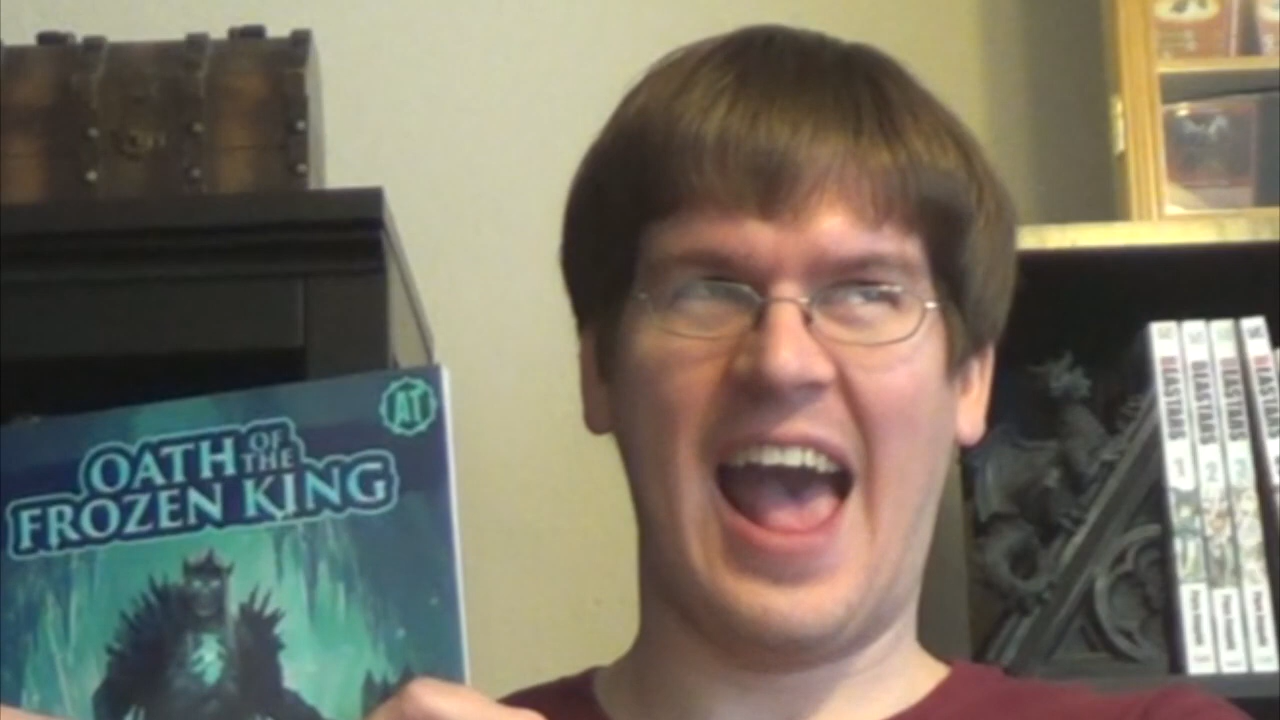 AT
OATH OF THE
FROZEN KING
BEASTARS 1
BEASTARS 2
BEASTARS 3
BEASTARS